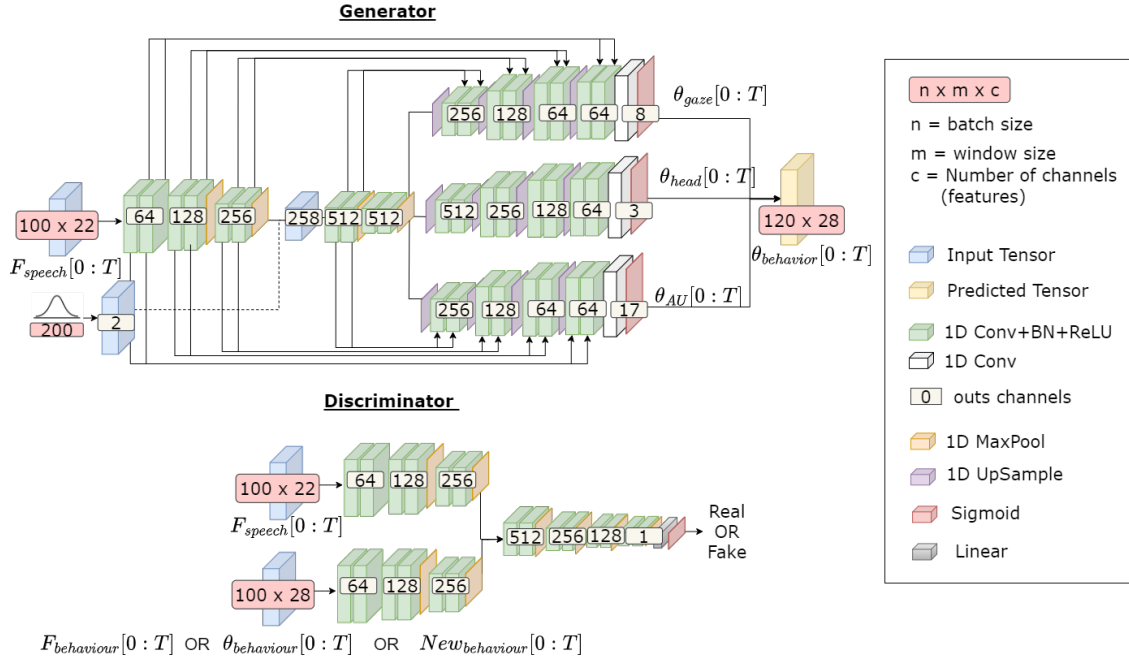 Generator
256
128
64
64
8
θ_gaze[0 : T]
100 x 22
F_speech[0 : T]
64
128
256
258
512
512
512
256
128
64
3
θ_head[0 : T]
120 x 28
θ_behavior[0 : T]
200
2
256
128
64
64
17
θ_AU[0 : T]
Discriminator
100 x 22
F_speech[0 : T]
64
128
256
512
256
128
1
Real
OR
Fake
100 x 28
64
128
256
F_behaviour[0 : T] OR θ_behaviour[0 : T] OR New_behaviour[0 : T]
n x m x c
n = batch size
m = window size
c = Number of channels
(features)
Input Tensor
Predicted Tensor
1D Conv+BN+ReLU
1D Conv
0 outs channels
1D MaxPool
1D UpSample
Sigmoid
Linear